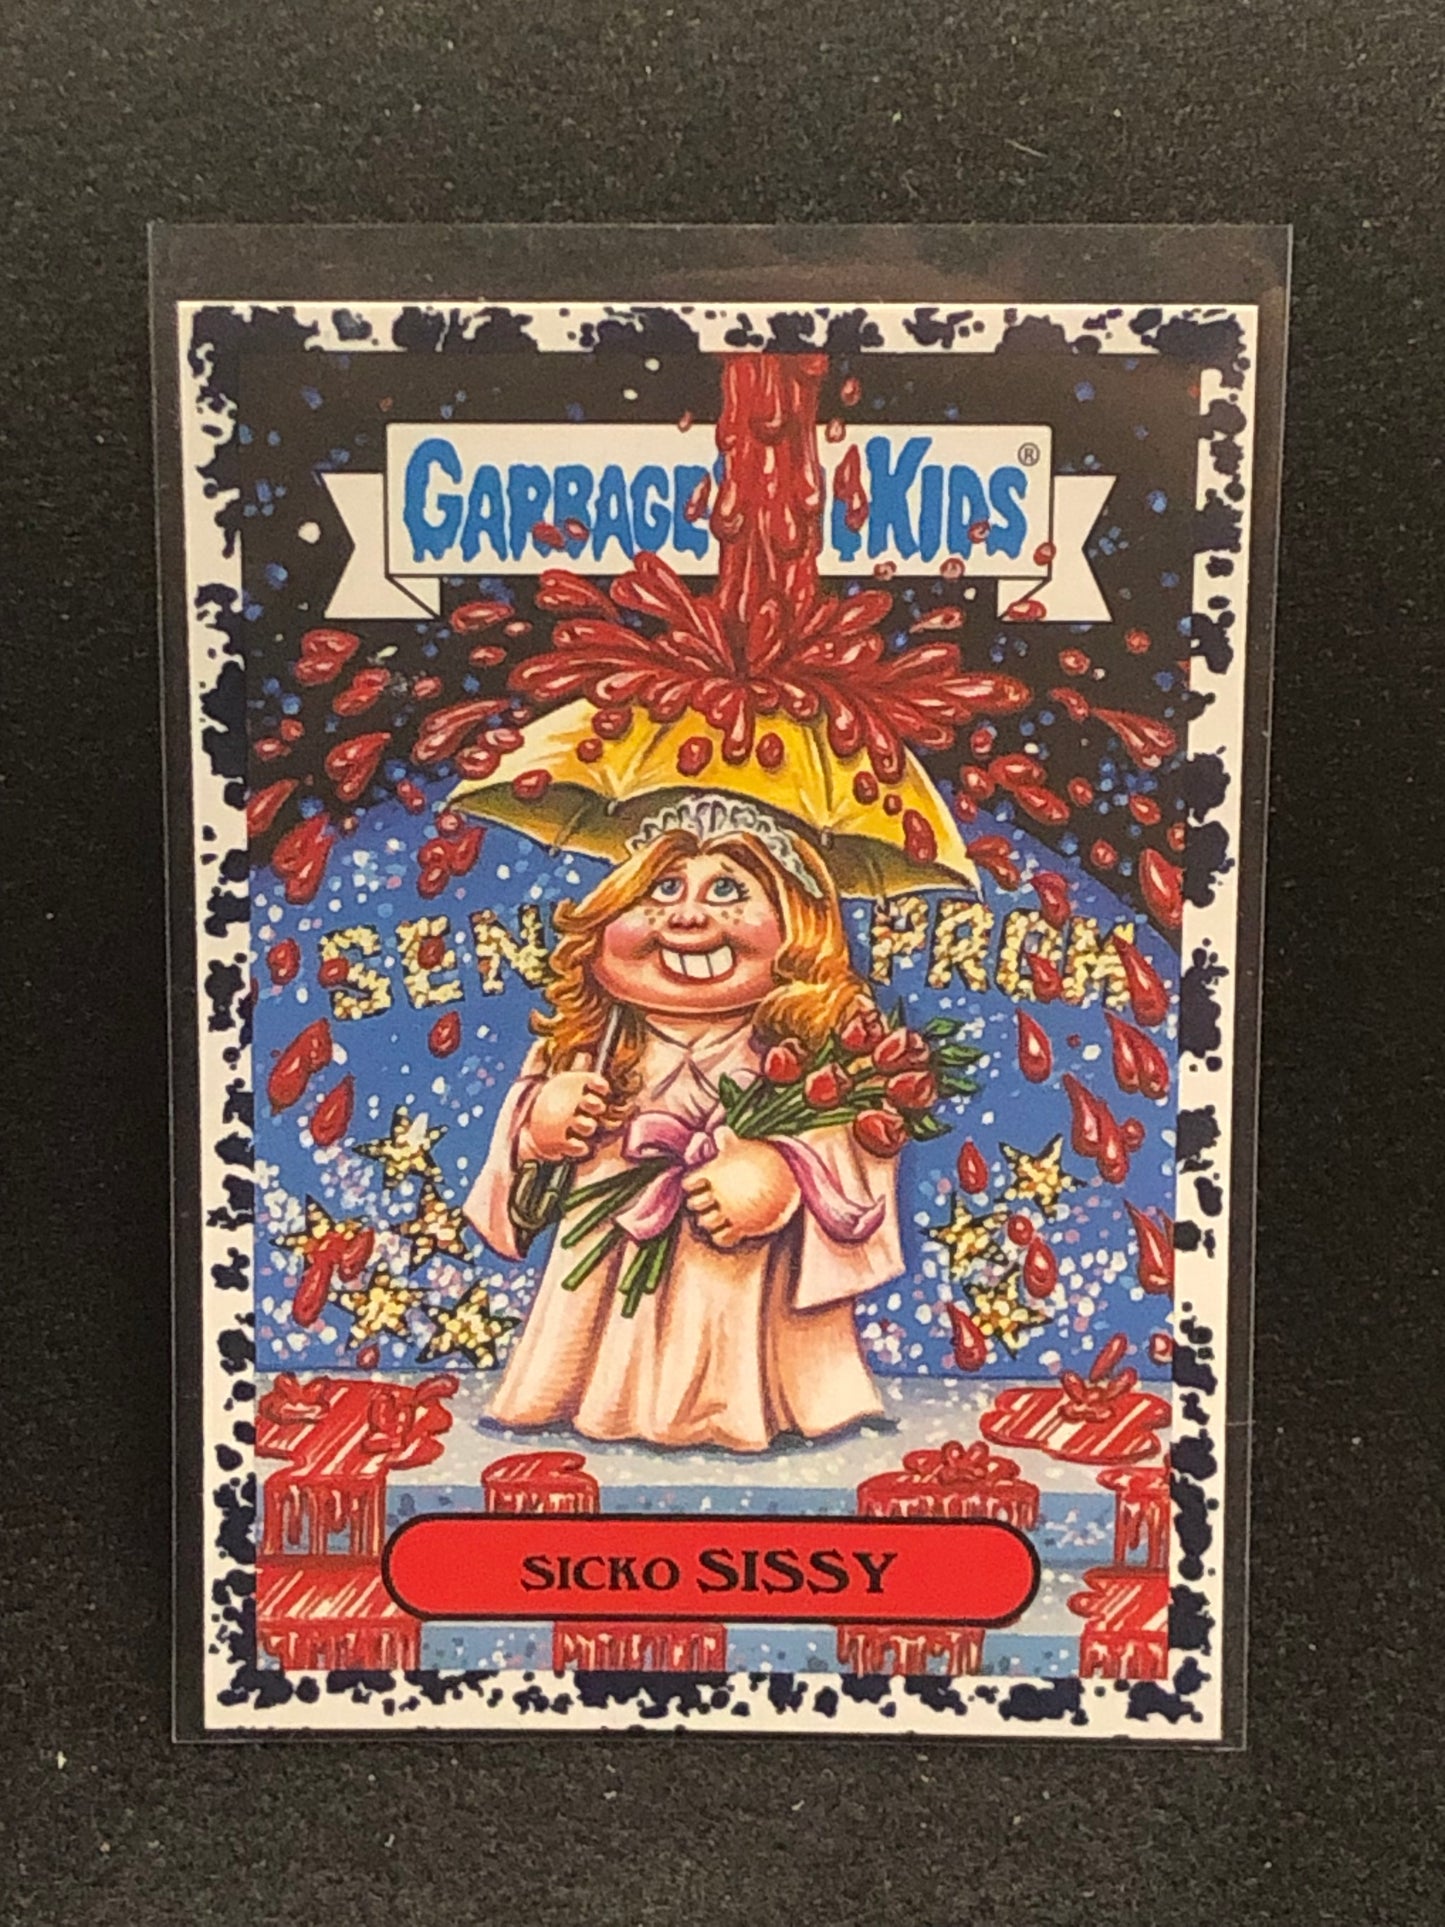 GARBAGE KIDS®
SEN PROM
SICKO SISSY